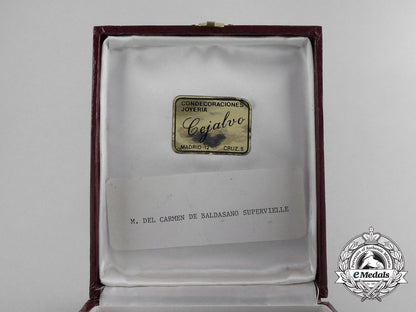 CONDECORACIONES
JOYERIA
Cejalvo
MADRID-12 CRUZ, 5
M. DEL CARMEN DE BALDASANO SUPERVIELLE
eMedals